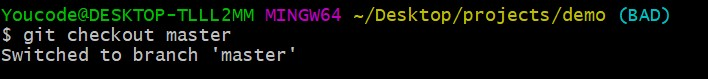 Youcode@DESKTOP-TLLL2MM MINGW64 ~/Desktop/projects/demo (BAD)
$ git checkout master
Switched to branch 'master'